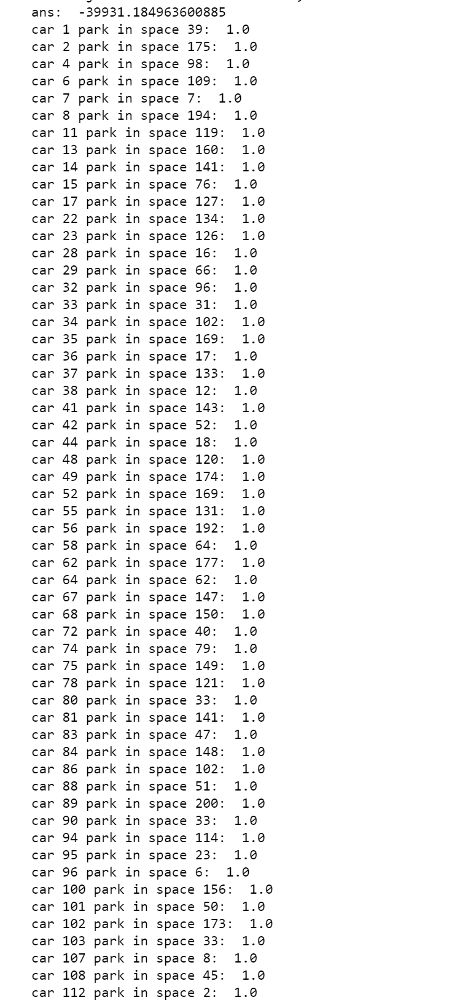 ans:  -39931.184963600885
car 1 park in space 39:  1.0
car 2 park in space 175:  1.0
car 4 park in space 98:  1.0
car 6 park in space 109:  1.0
car 7 park in space 7:  1.0
car 8 park in space 194:  1.0
car 11 park in space 119:  1.0
car 13 park in space 160:  1.0
car 14 park in space 141:  1.0
car 15 park in space 76:  1.0
car 17 park in space 127:  1.0
car 22 park in space 134:  1.0
car 23 park in space 126:  1.0
car 28 park in space 16:  1.0
car 29 park in space 66:  1.0
car 32 park in space 96:  1.0
car 33 park in space 31:  1.0
car 34 park in space 102:  1.0
car 35 park in space 169:  1.0
car 36 park in space 17:  1.0
car 37 park in space 133:  1.0
car 38 park in space 12:  1.0
car 41 park in space 143:  1.0
car 42 park in space 52:  1.0
car 44 park in space 18:  1.0
car 48 park in space 120:  1.0
car 49 park in space 174:  1.0
car 52 park in space 169:  1.0
car 55 park in space 131:  1.0
car 56 park in space 192:  1.0
car 58 park in space 64:  1.0
car 62 park in space 177:  1.0
car 64 park in space 62:  1.0
car 67 park in space 147:  1.0
car 68 park in space 150:  1.0
car 72 park in space 40:  1.0
car 74 park in space 79:  1.0
car 75 park in space 149:  1.0
car 78 park in space 121:  1.0
car 80 park in space 33:  1.0
car 81 park in space 141:  1.0
car 83 park in space 47:  1.0
car 84 park in space 148:  1.0
car 86 park in space 102:  1.0
car 88 park in space 51:  1.0
car 89 park in space 200:  1.0
car 90 park in space 33:  1.0
car 94 park in space 114:  1.0
car 95 park in space 23:  1.0
car 96 park in space 6:  1.0
car 100 park in space 156:  1.0
car 101 park in space 50:  1.0
car 102 park in space 173:  1.0
car 103 park in space 33:  1.0
car 107 park in space 8:  1.0
car 108 park in space 45:  1.0
car 112 park in space 2:  1.0